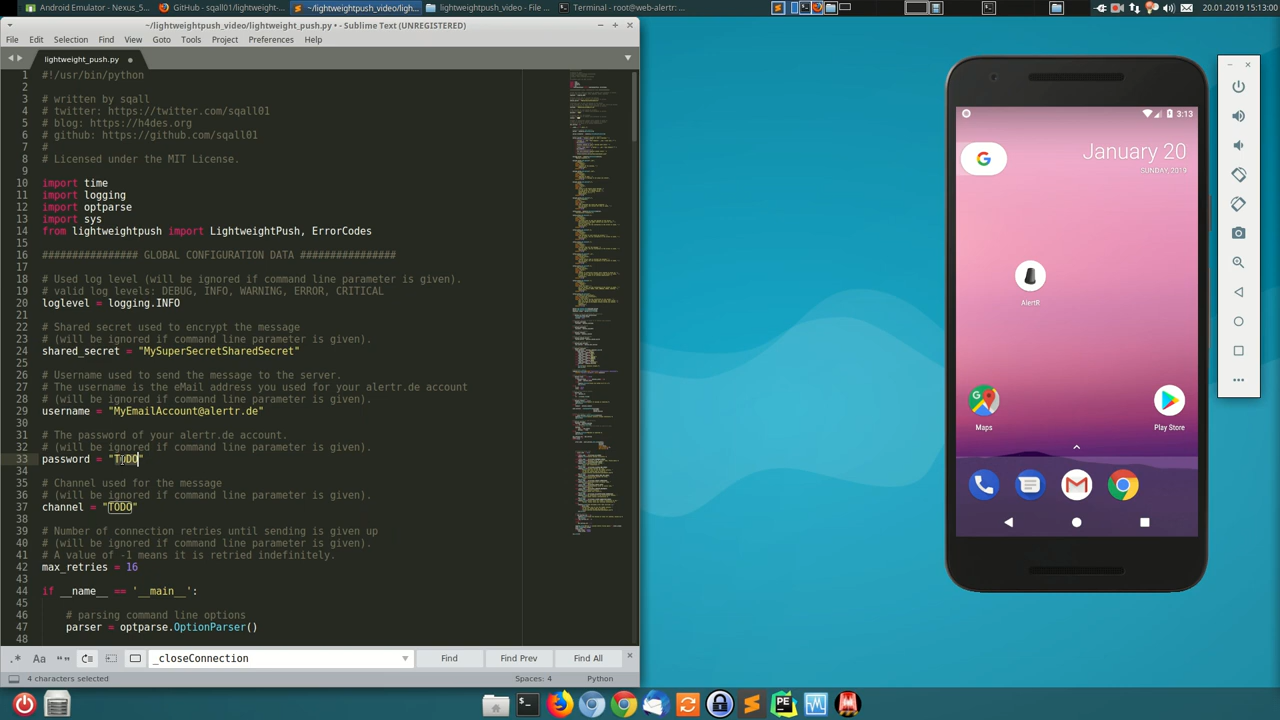 Android Emulator - Nexus_5...
GitHub - sqall01/lightweight-...
~/lightweightpush_video/ligh...
lightweightpush_video - File ...
Terminal - root@web-alertr: ...
20.01.2019 15:13:00
~/lightweightpush_video/lightweight_push.py • - Sublime Text (UNREGISTERED)
File Edit Selection Find View Goto Tools Project Preferences Help
lightweight_push.py
1 #!/usr/bin/python
2
3 # written by sqall
4 # twitter: https://twitter.com/sqall01
5 # blog: https://h4des.org
6 # github: https://github.com/sqall01
7 #
8 # Licensed under the MIT License.
9
10 import time
11 import logging
12 import optparse
13 import sys
14 from lightweightpush import LightweightPush, ErrorCodes
15
16 ############### GLOBAL CONFIGURATION DATA ################
17
18 # Used log level (will be ignored if command line parameter is given).
19 # valid log levels: DEBUG, INFO, WARNING, ERROR, CRITICAL
20 loglevel = logging.INFO
21
22 # Shared secret used to encrypt the message
23 # (will be ignored if command line parameter is given).
24 shared_secret = "MySuperSecretSharedSecret"
25
26 # Username used to send the message to the server.
27 # The username is the eMail address you used for your alertr.de account
28 # (will be ignored if command line parameter is given).
29 username = "MyEmailAccount@alertr.de"
30
31 # The password of your alertr.de account.
32 # (will be ignored if command line parameter is given).
password = "TODO"
34
35 # Channel used for the message
36 # (will be ignored if command line parameter is given).
37 channel = "TODO"
38
39 # Number of connection retries until sending is given up
40 # (will be ignored if command line parameter is given).
41 # A value of -1 means it is retried indefinitely.
42 max_retries = 16
43
44 if __name__ == '__main__':
45
46 # parsing command line options
47 parser = optparse.OptionParser()
48
.* Aa “” _closeConnection Find Find Prev Find All
4 characters selected Spaces: 4 Python
3:13
G
January 20
SUNDAY, 2019
AlertR
Maps
Play Store
PE